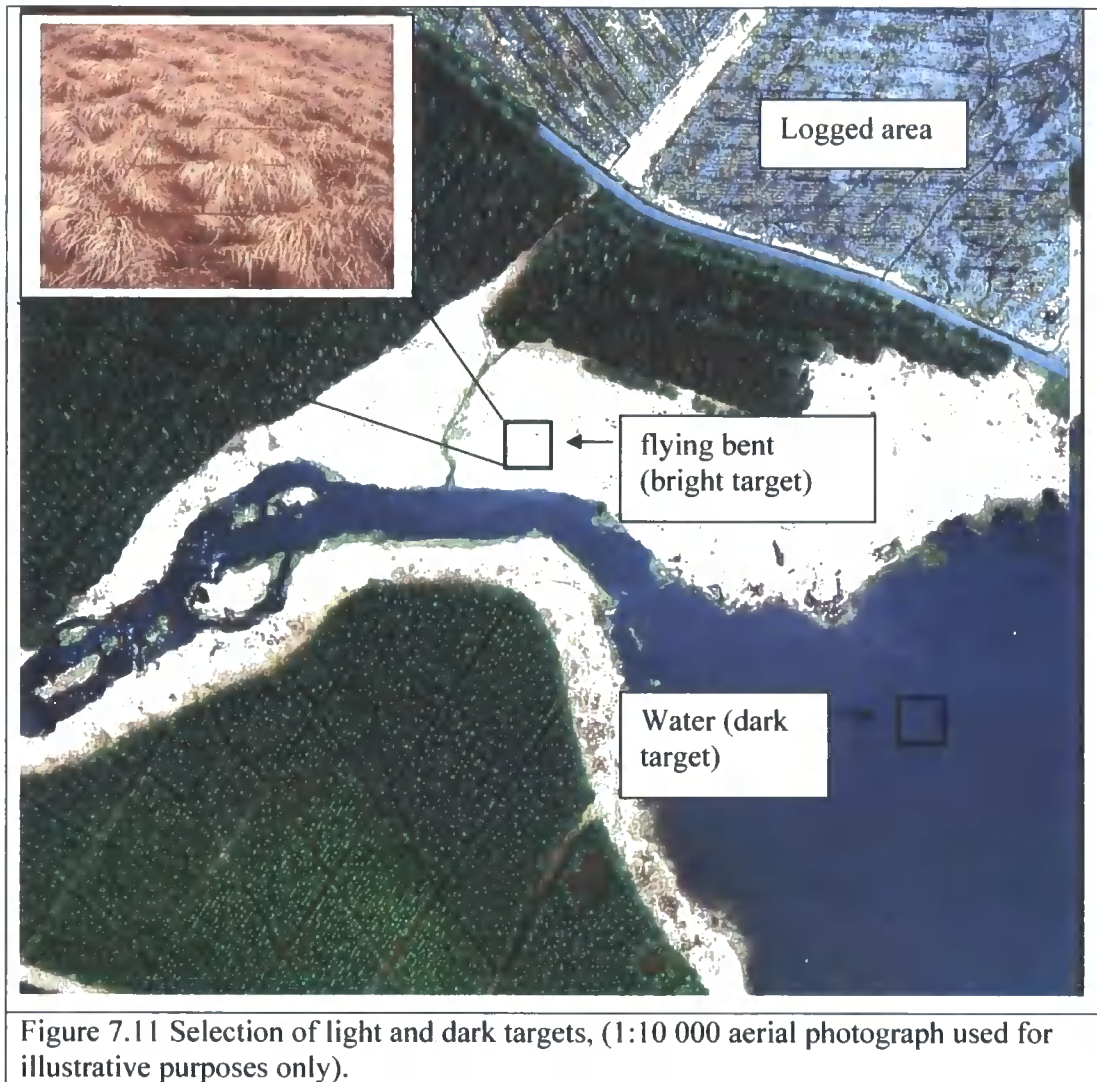 Logged area
flying bent
(bright target)
Water (dark
target)
Figure 7.11 Selection of light and dark targets, (1:10 000 aerial photograph used for
illustrative purposes only).